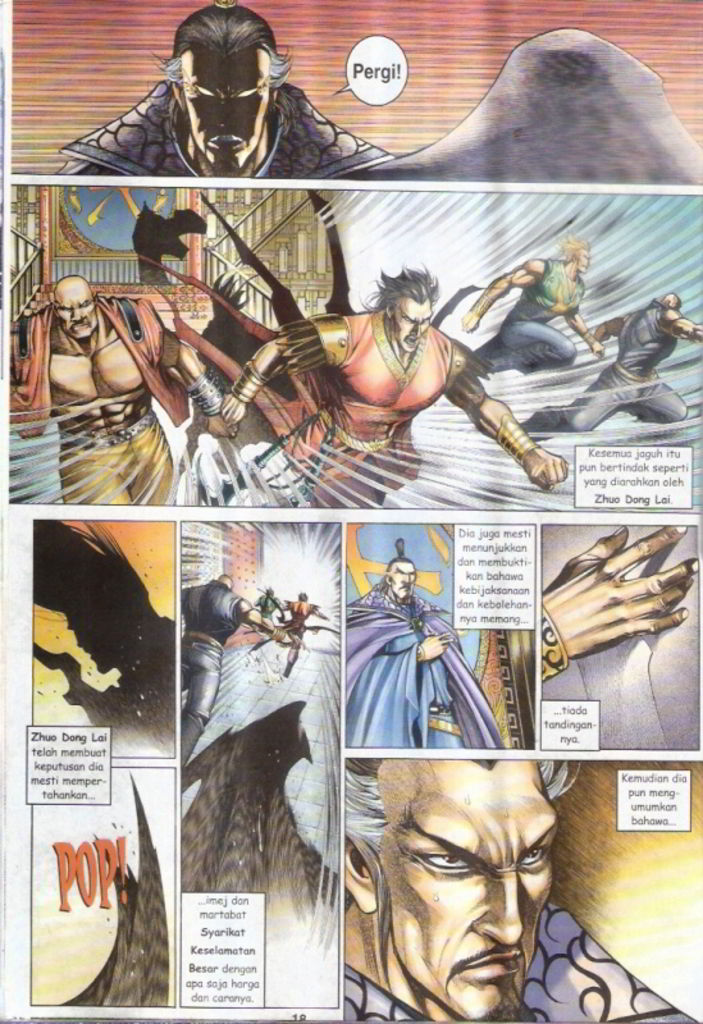 Pergi!
Kesemua jaguh itu
pun bertindak seperti
yang diarahkan oleh
Zhuo Dong Lai.
Zhuo Dong Lai
telah membuat
keputusan dia
mesti memper-
tahankan...
POP!
...imej dan
martabat
Syarikat
Keselamatan
Besar dengan
apa saja harga
dan caranya.
Dia juga mesti
menunjukkan
dan membukti-
kan bahawa
kebijaksanaan
dan kebolehan-
nya memang...
...tiada
tandingan-
nya.
Kemudian dia
pun meng-
umumkan
bahawa...
18